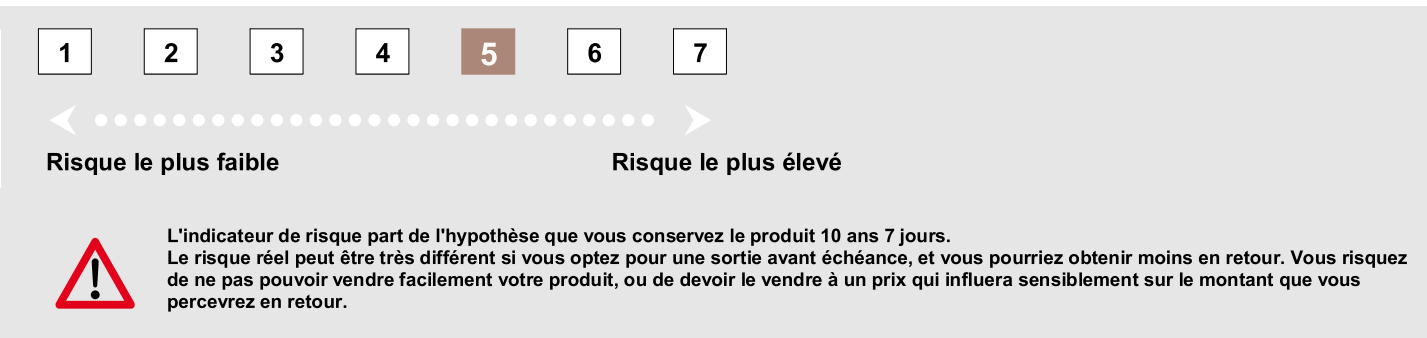 1 2 3 4 5 6 7
Risque le plus faible Risque le plus élevé
L'indicateur de risque part de l'hypothèse que vous conservez le produit 10 ans 7 jours.
Le risque réel peut être très différent si vous optez pour une sortie avant échéance, et vous pourriez obtenir moins en retour. Vous risquez
de ne pas pouvoir vendre facilement votre produit, ou de devoir le vendre à un prix qui influera sensiblement sur le montant que vous
percevrez en retour.